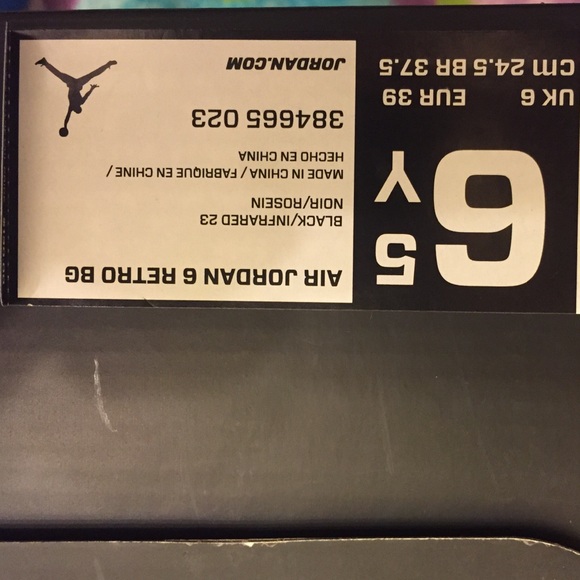 AIR JORDAN 6 RETRO BG
BLACK/INFRARED 23
NOIR/ROSEIN
MADE IN CHINA / FABRIQUE EN CHINE /
HECHO EN CHINA
384665 023
JORDAN.COM
6 5 Y
UK 6 EUR 39
cm 24.5 BR 37.5